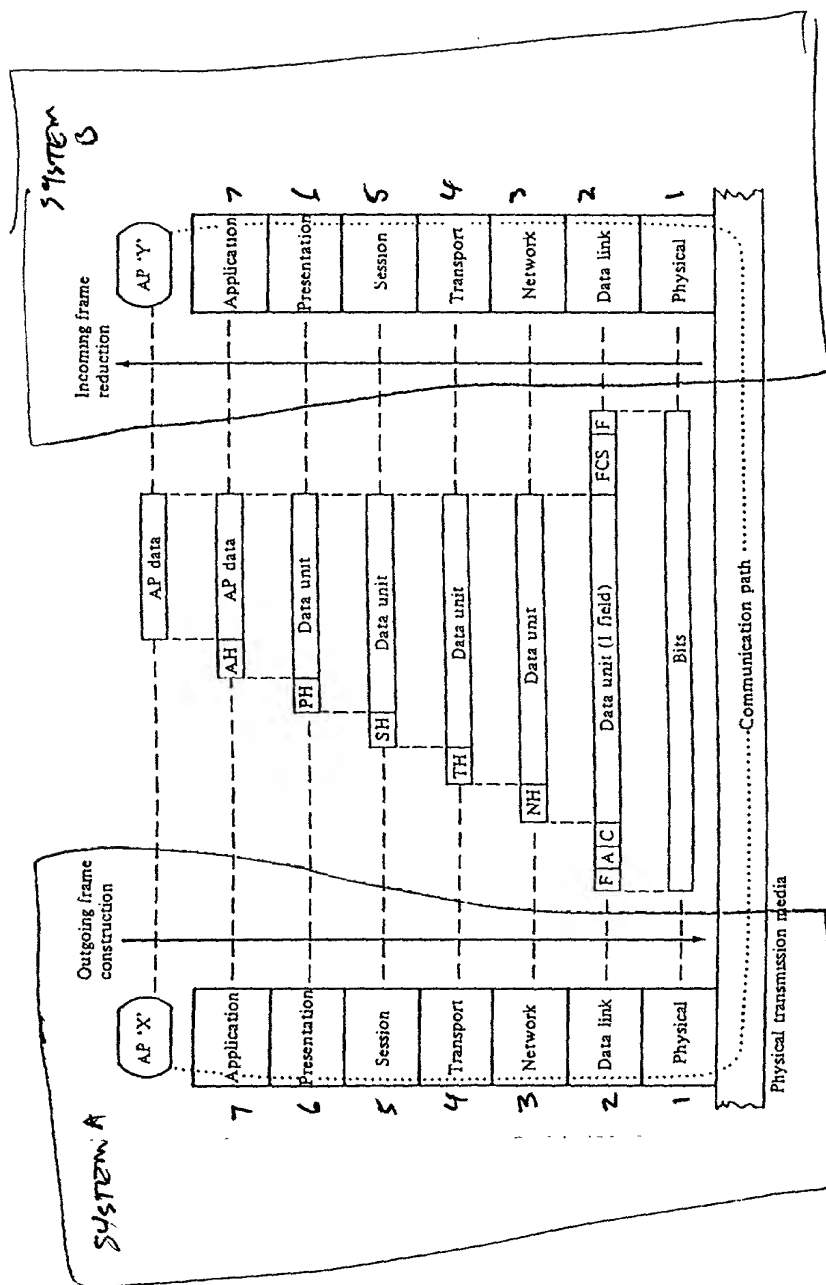 SYSTEM A
SYSTEM B
Outgoing frame
construction
Incoming frame
reduction
AP 'X'
AP data
AP 'Y'
7
Application
AH
AP data
Application
7
6
Presentation
PH
Data unit
Presentation
6
5
Session
SH
Data unit
Session
5
4
Transport
TH
Data unit
Transport
4
3
Network
NH
Data unit
Network
3
2
Data link
F
A
C
Data unit (1 field)
FCS
F
Data link
2
1
Physical
Bits
Physical
1
Communication path
Physical transmission media